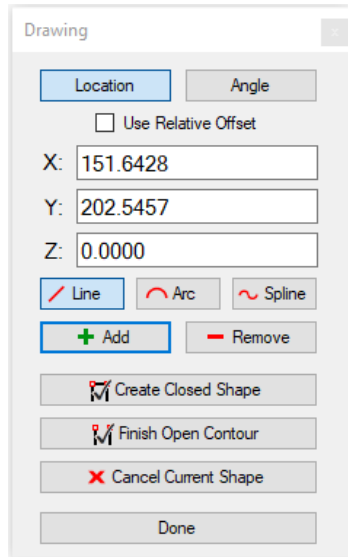 Drawing
x
Location Angle
Use Relative Offset
X: 151.6428
Y: 202.5457
Z: 0.0000
Line Arc Spline
Add Remove
Create Closed Shape
Finish Open Contour
Cancel Current Shape
Done